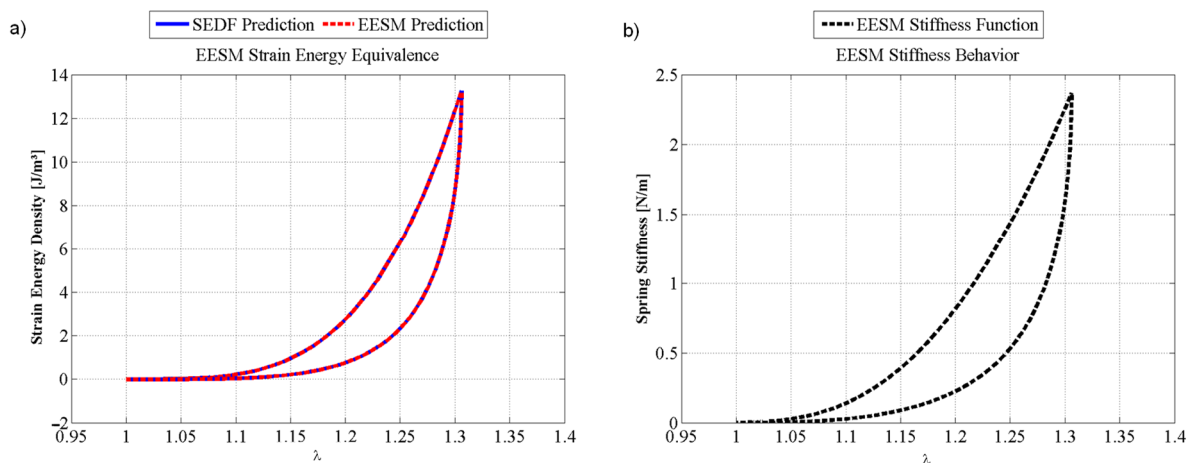 a)
SEDF Prediction
EESM Prediction
EESM Strain Energy Equivalence
Strain Energy Density [J/m³]
14
12
10
8
6
4
2
0
−2
0.95 1 1.05 1.1 1.15 1.2 1.25 1.3 1.35 1.4
λ
b)
EESM Stiffness Function
EESM Stiffness Behavior
Spring Stiffness [N/m]
2.5
2
1.5
1
0.5
0
0.95 1 1.05 1.1 1.15 1.2 1.25 1.3 1.35 1.4
λ